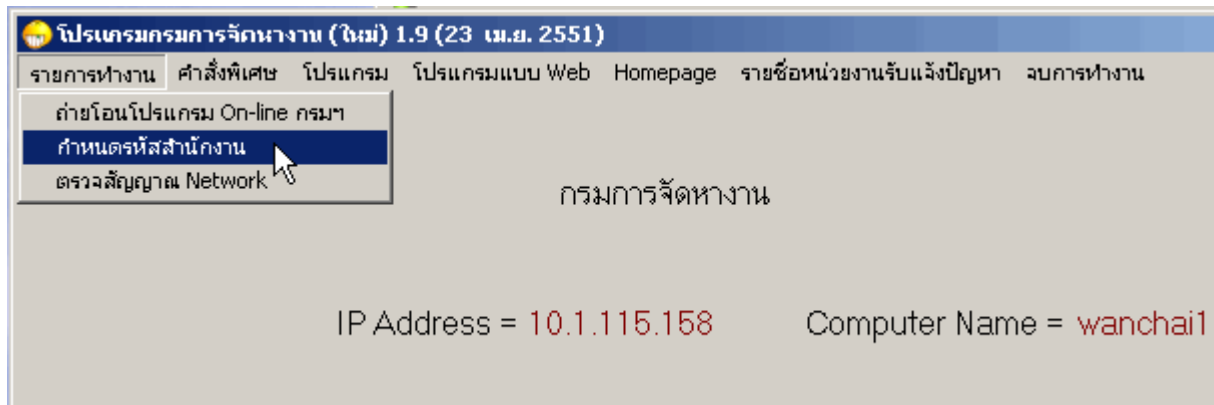 โปรแกรมกรมการจัดหางาน (ใหม่) 1.9 (23 เม.ย. 2551)
รายการทำงาน คำสั่งพิเศษ โปรแกรม โปรแกรมแบบ Web Homepage รายชื่อหน่วยงานรับแจ้งปัญหา จบการทำงาน
ถ่ายโอนโปรแกรม On-line กรมฯ
กำหนดรหัสสำนักงาน
ตรวจสัญญาณ Network
กรมการจัดหางาน
IP Address = 10.1.115.158 Computer Name = wanchai1